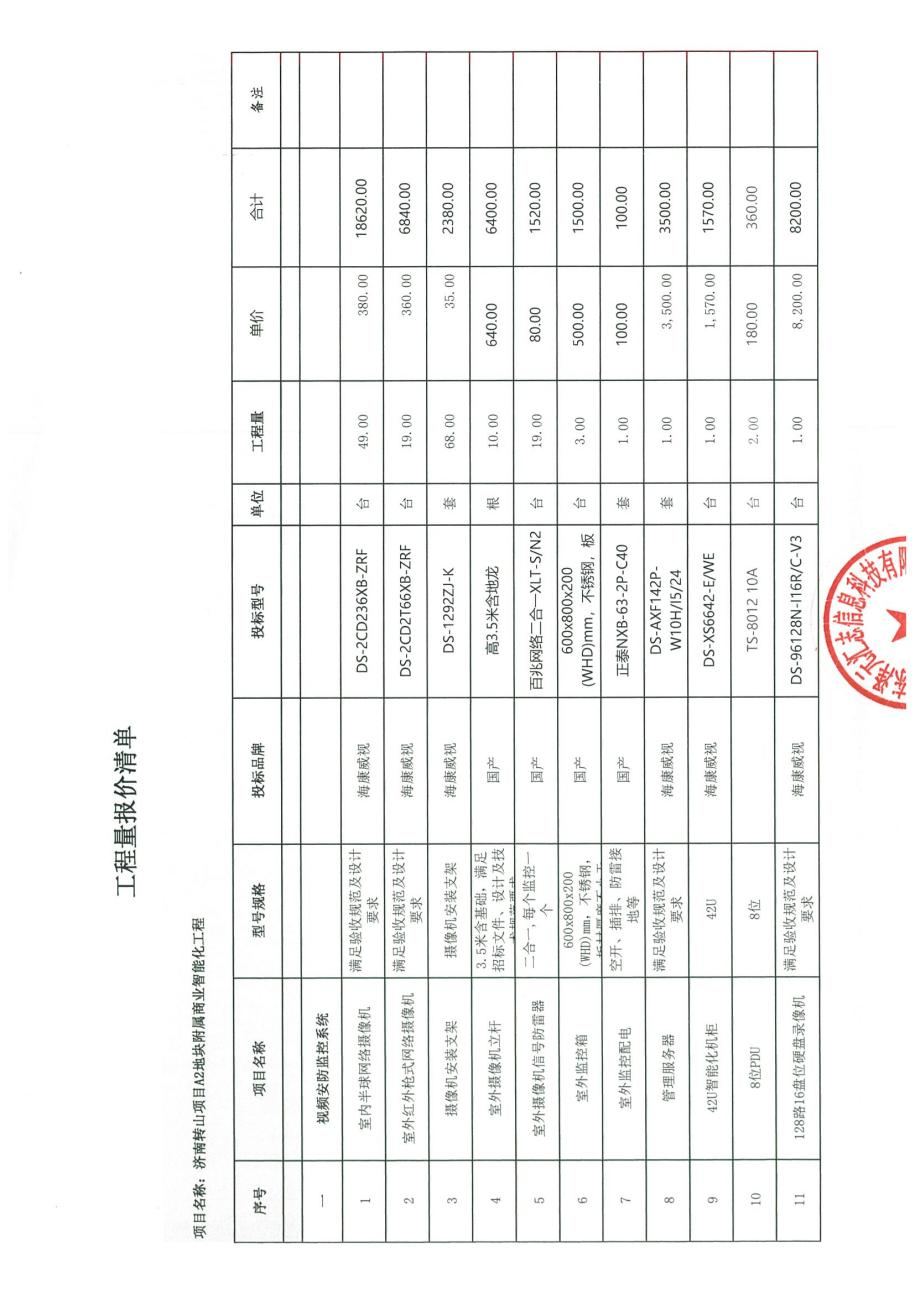 工程量报价清单
项目名称：济南转山项目A2地块附属商业智能化工程
序号 项目名称 型号规格 投标品牌 投标型号 单位 工程量 单价 合计 备注
一 视频安防监控系统
1 室内半球网络摄像机 满足验收规范及设计要求 海康威视 DS-2CD236XB-ZRF 台 49.00 380.00 18620.00
2 室外红外枪式网络摄像机 满足验收规范及设计要求 海康威视 DS-2CD2T66XB-ZRF 台 19.00 360.00 6840.00
3 摄像机安装支架 摄像机安装支架 海康威视 DS-1292ZJ-K 套 68.00 35.00 2380.00
4 室外摄像机立杆 3.5米含基础，满足招标文件、设计及技 国产 高3.5米含地龙 根 10.00 640.00 6400.00
5 室外摄像机信号防雷器 二合一，每个监控一个 国产 百兆网络二合一XLT-S/N2 台 19.00 80.00 1520.00
6 室外监控箱 600x800x200 (WHD)mm，不锈钢， 国产 600x800x200 (WHD)mm，不锈钢，板 台 3.00 500.00 1500.00
7 室外监控配电 空开、插排、防雷接地等 国产 正泰NXB-63-2P-C40 套 1.00 100.00 100.00
8 管理服务器 满足验收规范及设计要求 海康威视 DS-AXF142P-W10H/I5/24 套 1.00 3,500.00 3500.00
9 42U智能化机柜 42U 海康威视 DS-XS6642-E/WE 台 1.00 1,570.00 1570.00
10 8位PDU 8位 TS-8012 10A 台 2.00 180.00 360.00
11 128路16盘位硬盘录像机 满足验收规范及设计要求 海康威视 DS-96128N-I16R/C-V3 台 1.00 8,200.00 8200.00
元汇志信息科技有